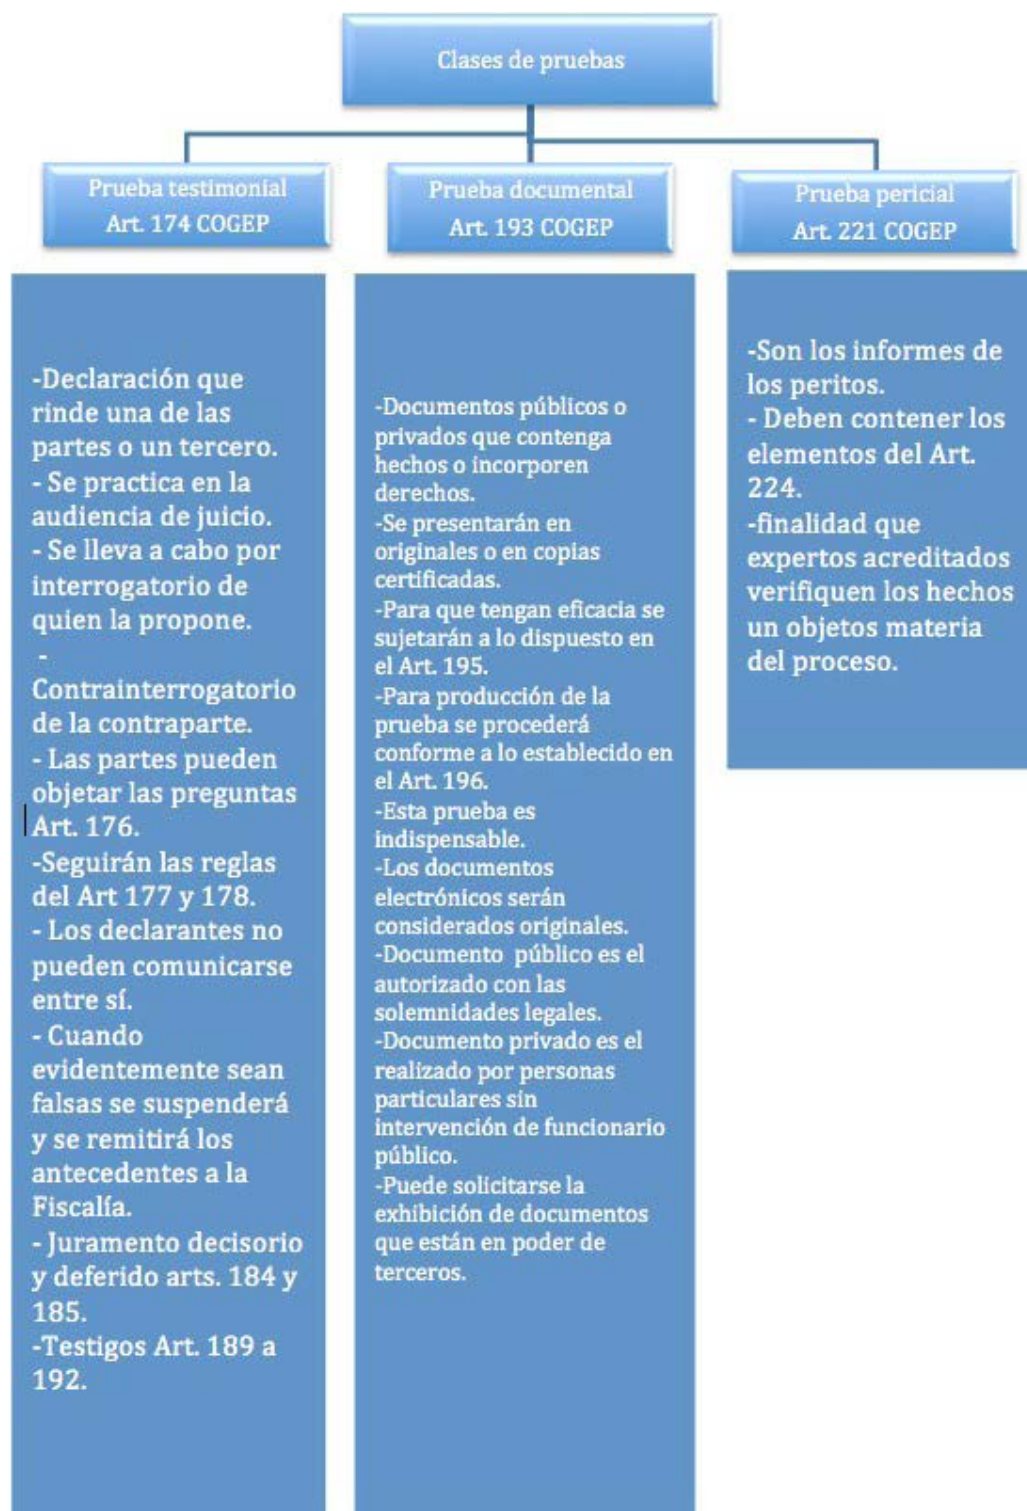 Clases de pruebas
Prueba testimonial
Art. 174 COGEP
-Declaración que
rinde una de las
partes o un tercero.
- Se practica en la
audiencia de juicio.
- Se lleva a cabo por
interrogatorio de
quien la propone.
-
Contrainterrogatorio
de la contraparte.
- Las partes pueden
objetar las preguntas
Art. 176.
-Seguirán las reglas
del Art 177 y 178.
- Los declarantes no
pueden comunicarse
entre sí.
- Cuando
evidentemente sean
falsas se suspenderá
y se remitirá los
antecedentes a la
Fiscalía.
- Juramento decisorio
y deferido arts. 184 y
185.
-Testigos Art. 189 a
192.
Prueba documental
Art. 193 COGEP
-Documentos públicos o
privados que contenga
hechos o incorporen
derechos.
-Se presentarán en
originales o en copias
certificadas.
-Para que tengan eficacia se
sujetarán a lo dispuesto en
el Art. 195.
-Para producción de la
prueba se procederá
conforme a lo establecido en
el Art. 196.
-Esta prueba es
indispensable.
-Los documentos
electrónicos serán
considerados originales.
-Documento público es el
autorizado con las
solemnidades legales.
-Documento privado es el
realizado por personas
particulares sin
intervención de funcionario
público.
-Puede solicitarse la
exhibición de documentos
que están en poder de
terceros.
Prueba pericial
Art. 221 COGEP
-Son los informes de
los peritos.
- Deben contener los
elementos del Art.
224.
-finalidad que
expertos acreditados
verifiquen los hechos
un objetos materia
del proceso.